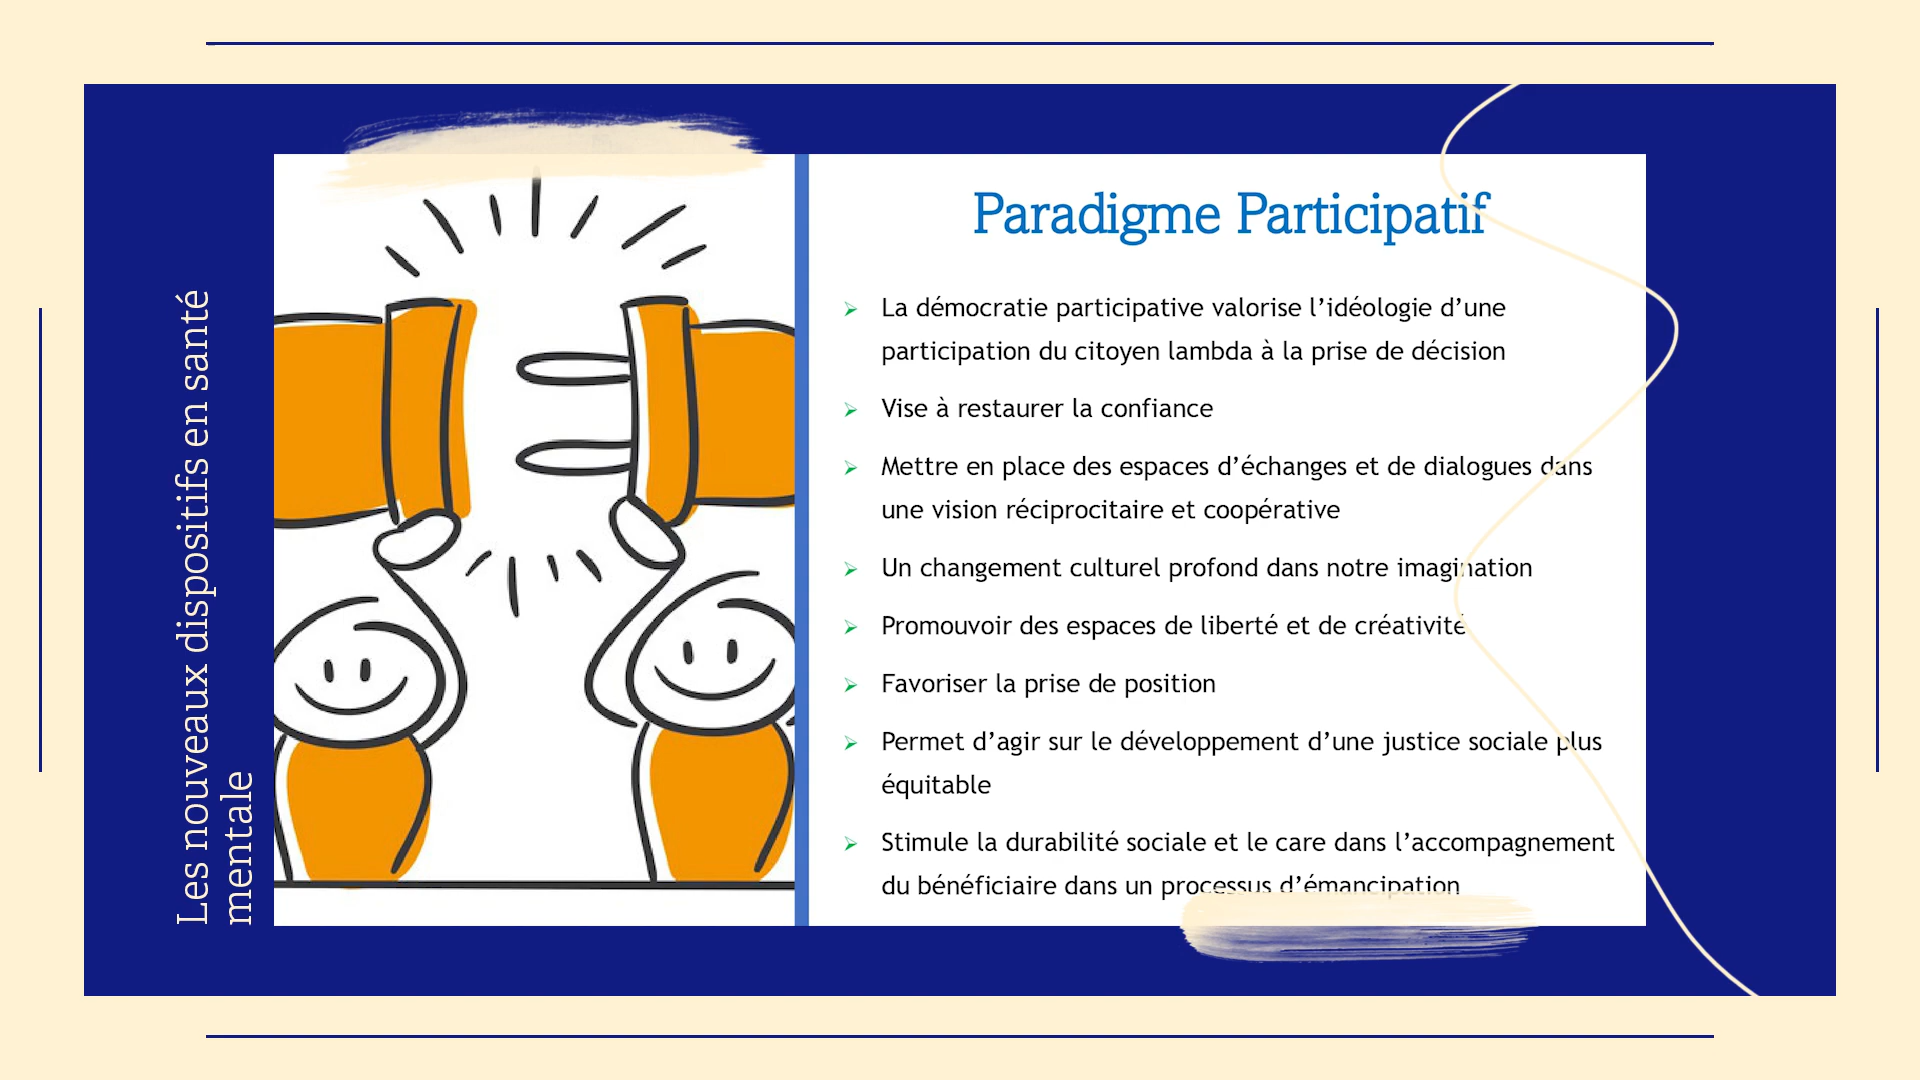 Les nouveaux dispositifs en santé
mentale
Paradigme Participatif
➢ La démocratie participative valorise l’idéologie d’une
participation du citoyen lambda à la prise de décision
➢ Vise à restaurer la confiance
➢ Mettre en place des espaces d’échanges et de dialogues dans
une vision réciprocitaire et coopérative
➢ Un changement culturel profond dans notre imagination
➢ Promouvoir des espaces de liberté et de créativité
➢ Favoriser la prise de position
➢ Permet d’agir sur le développement d’une justice sociale plus
équitable
➢ Stimule la durabilité sociale et le care dans l’accompagnement
du bénéficiaire dans un processus d’émancipation